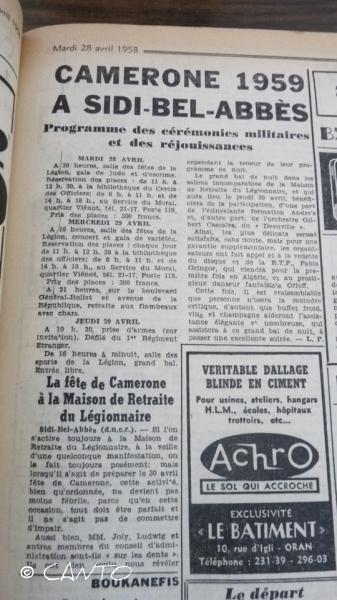 Mardi 28 avril 1958
CAMERONE 1959
A SIDI-BEL-ABBÈS
Programme des cérémonies militaires
et des réjouissances
MARDI 28 AVRIL
A 20 heures, salle des fêtes de la
Légion, gala de Judo et d'escrime.
Réservation des places : de 11 h. à
12 h. 30, à la bibliothèque du Cercle
des Officiers; de 8 h. à 11 h. et de
14 h. à 18 h., au Service du Moral,
quartier Viénot, tél. 21-17. Poste 118.
Prix des places : 200 francs.
MERCREDI 29 AVRIL
A 16 heures, salle des fêtes de la
Légion, concert et gala de variétés.
Réservation des places : chaque jour
de 11 h. à 12 h., à la bibliothèque
des Officiers; de 8 h. à 11 h. et de
14 h. à 18 h., au Service du Moral,
quartier Viénot, tél. 21-17. Poste 118.
Prix des places : 300 francs.
A 21 heures, sur le boulevard
Général-Rollet et avenue de la
République, retraite aux flambeaux
avec chars.
JEUDI 30 AVRIL
A 10 h. 30, prise d'armes (sur
invitation). Défilé du 1er Régiment
Etranger.
De 16 heures à minuit, salle des
sports de la Légion, grand bal.
Entrée libre.
La fête de Camerone
à la Maison de Retraite
du Légionnaire
Sidi-Bel-Abbès (d.n.c.r.). — Si l'on
s'active toujours à la Maison de
Retraite du Légionnaire, à la veille
d'une quelconque manifestation, on
le fait toujours posément; mais
lorsqu'il s'agit de préparer le 30 avril
fête de Camerone, cette activité,
bien qu'ordonnée, ne devient pas
moins fébrile, parce qu'en cette
occasion, tout doit être parfait et
il ne s'agit pas de commettre
d'impair.
Aussi bien, MM. Joly, Ludwig et
autres membres du conseil d'admi-
nistration sont-ils « sur les dents ».
Ils bien voulu nous révéler
cependant la teneur de leur pro-
gramme de nuit.
Le grand bal de nuit dans les
salons incomparables de la Maison
de Retraite du Légionnaire, et qui
aura lieu le jeudi 30 avril, bénéfi-
ciera de la participation, d'une part
de l'étincelante formation Andre's
et, d'autre part, de l'orchestre Gil-
bert Cascales, du « Deauville ».
Ainsi, les plus délicats seront
satisfaits, sans doute, mais pour une
garantie supplémentaire, les organi-
sateurs ont fait appel à la vedette
du disque et de la R.T.F., Pablo
Gringor, qui viendra pour la pre-
mière fois en Algérie, et au presti-
gieux danseur fantaisiste Orloff.
Cette fois, il est vraisemblable
que personne n'osera la moindre
critique, d'autant que buffet froid,
vins et champagne aideront l'assis-
tance élégante et nombreuse, qui
assistera à ce grand bal de nuit, à
passer une excellente soirée. — L. P.
VERITABLE DALLAGE
BLINDE EN CIMENT
Pour usines, ateliers, hangars
H.L.M., écoles, hôpitaux
trottoirs, etc...
ACHRO
LE SOL QUI ACCROCHE
EXCLUSIVITÉ
"LE BATIMENT"
10, rue d'Igli - ORAN
Téléphone : 231-39 - 296-03
BOUKANEFIS
Le départ
© CANTO